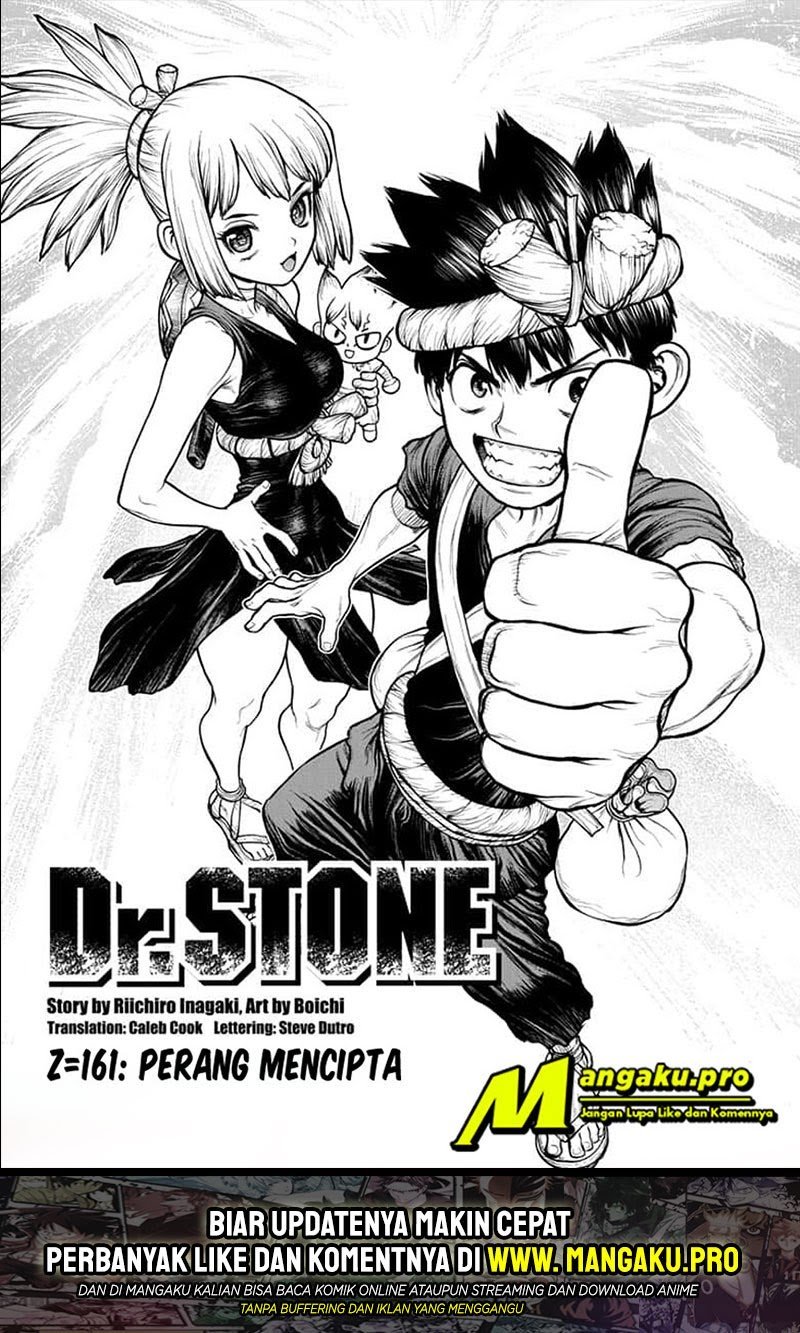 Dr.STONE
Story by Riichiro Inagaki, Art by Boichi
Translation: Caleb Cook Lettering: Steve Dutro
Z=161: PERANG MENCIPTA
Mangaku.pro
Jangan Lupa Like dan Komennya
BIAR UPDATENYA MAKIN CEPAT
PERBANYAK LIKE DAN KOMENTNYA DI WWW. MANGAKU.PRO
DAN DI MANGAKU KALIAN BISA BACA KOMIK ONLINE ATAUPUN STREAMING DAN DOWNLOAD ANIME
TANPA BUFFERING DAN IKLAN YANG MENGGANGU